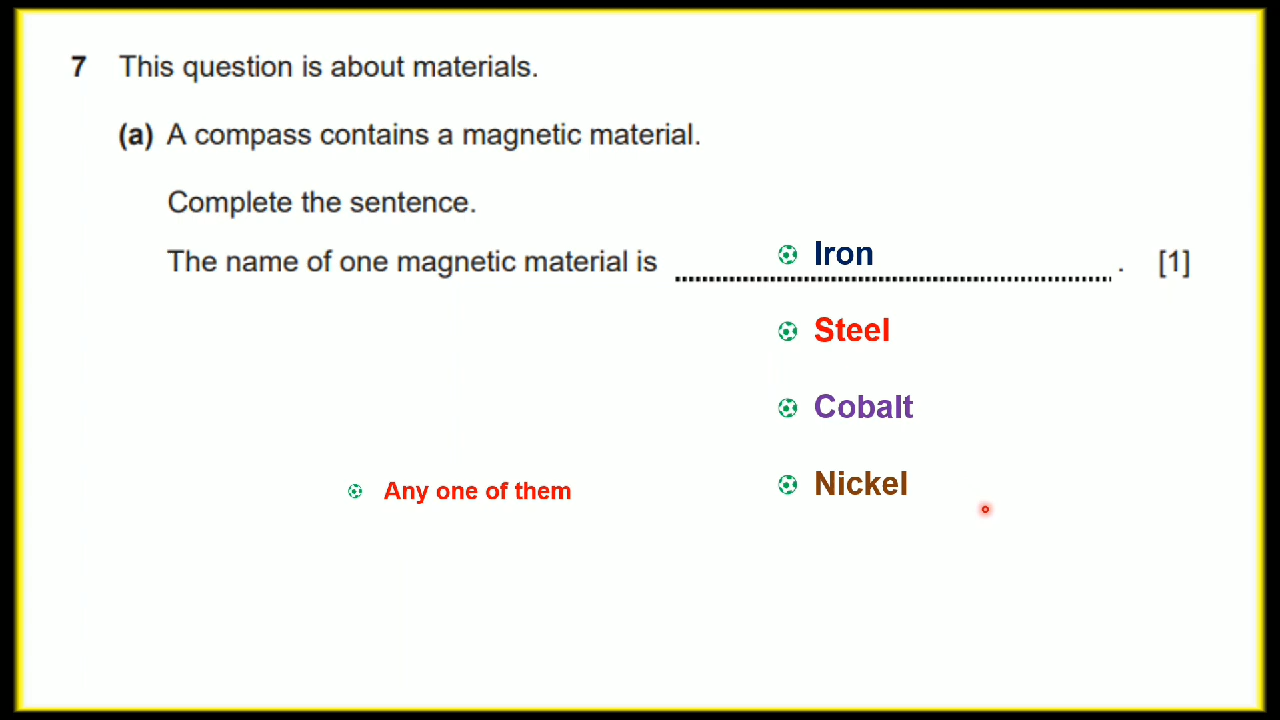 7 This question is about materials.
(a) A compass contains a magnetic material.
Complete the sentence.
The name of one magnetic material is Iron . [1]
Steel
Cobalt
Nickel
Any one of them